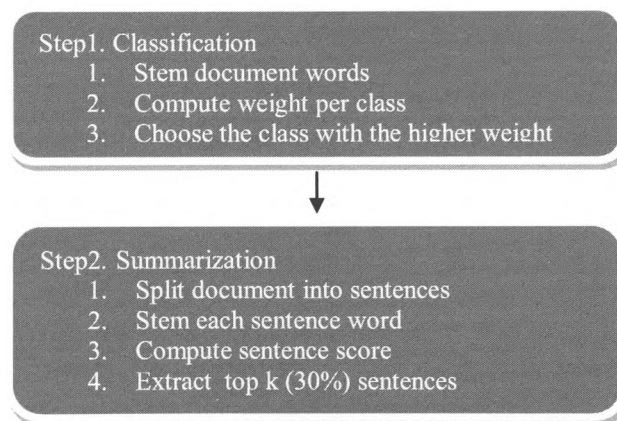 Step1. Classification
1. Stem document words
2. Compute weight per class
3. Choose the class with the higher weight
Step2. Summarization
1. Split document into sentences
2. Stem each sentence word
3. Compute sentence score
4. Extract top k (30%) sentences